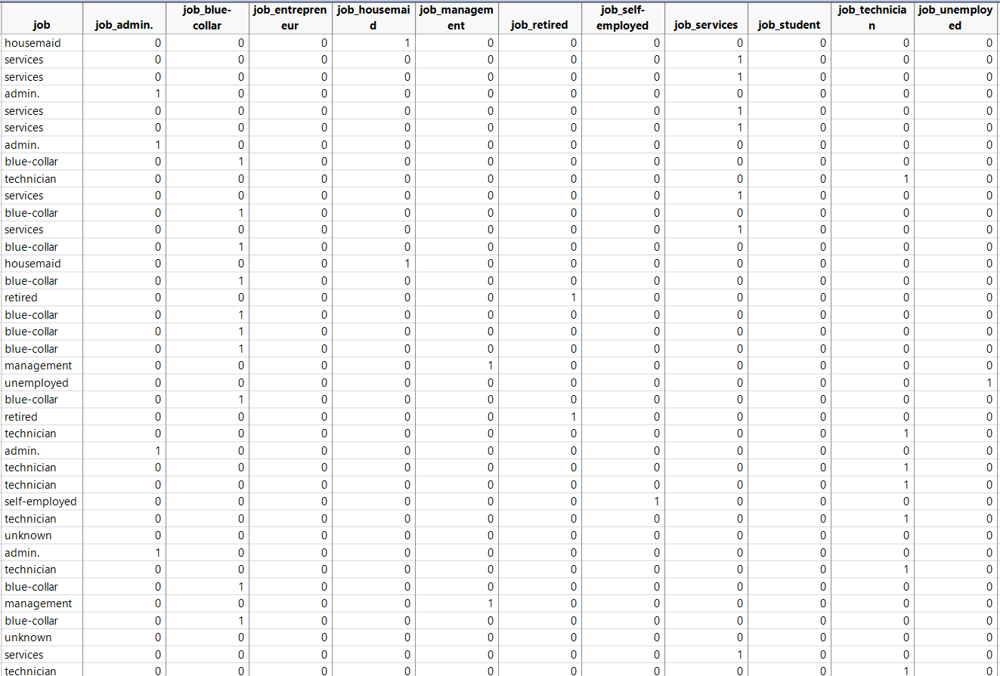 job job_admin. job_blue-collar job_entrepreneur job_housemaid job_management job_retired job_self-employed job_services job_student job_technician job_unemployed
housemaid 0 0 0 1 0 0 0 0 0 0 0
services 0 0 0 0 0 0 0 1 0 0 0
services 0 0 0 0 0 0 0 1 0 0 0
admin. 1 0 0 0 0 0 0 0 0 0 0
services 0 0 0 0 0 0 0 1 0 0 0
services 0 0 0 0 0 0 0 1 0 0 0
admin. 1 0 0 0 0 0 0 0 0 0 0
blue-collar 0 1 0 0 0 0 0 0 0 0 0
technician 0 0 0 0 0 0 0 0 0 1 0
services 0 0 0 0 0 0 0 1 0 0 0
blue-collar 0 1 0 0 0 0 0 0 0 0 0
services 0 0 0 0 0 0 0 1 0 0 0
blue-collar 0 1 0 0 0 0 0 0 0 0 0
housemaid 0 0 0 1 0 0 0 0 0 0 0
blue-collar 0 1 0 0 0 0 0 0 0 0 0
retired 0 0 0 0 0 1 0 0 0 0 0
blue-collar 0 1 0 0 0 0 0 0 0 0 0
blue-collar 0 1 0 0 0 0 0 0 0 0 0
blue-collar 0 1 0 0 0 0 0 0 0 0 0
management 0 0 0 0 1 0 0 0 0 0 0
unemployed 0 0 0 0 0 0 0 0 0 0 1
blue-collar 0 1 0 0 0 0 0 0 0 0 0
retired 0 0 0 0 0 1 0 0 0 0 0
technician 0 0 0 0 0 0 0 0 0 1 0
admin. 1 0 0 0 0 0 0 0 0 0 0
technician 0 0 0 0 0 0 0 0 0 1 0
technician 0 0 0 0 0 0 0 0 0 1 0
self-employed 0 0 0 0 0 0 1 0 0 0 0
technician 0 0 0 0 0 0 0 0 0 1 0
unknown 0 0 0 0 0 0 0 0 0 0 0
admin. 1 0 0 0 0 0 0 0 0 0 0
technician 0 0 0 0 0 0 0 0 0 1 0
blue-collar 0 1 0 0 0 0 0 0 0 0 0
management 0 0 0 0 1 0 0 0 0 0 0
blue-collar 0 1 0 0 0 0 0 0 0 0 0
unknown 0 0 0 0 0 0 0 0 0 0 0
services 0 0 0 0 0 0 0 1 0 0 0
technician 0 0 0 0 0 0 0 0 0 1 0